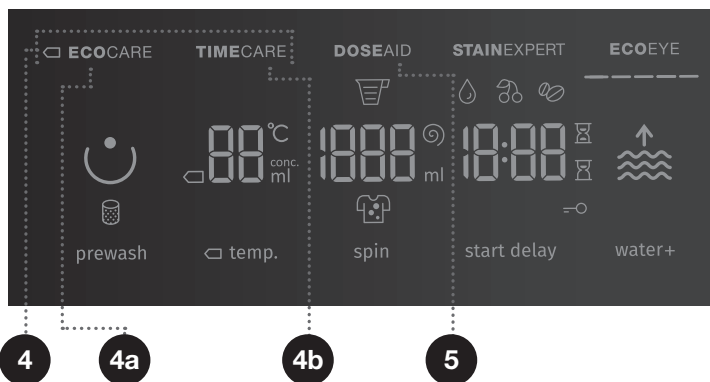 ECOCARE TIMECARE DOSEAID STAINEXPERT ECOEYE
88 °C conc. ml 1888 ml 18:88
prewash temp. spin start delay water+
4 4a 4b 5